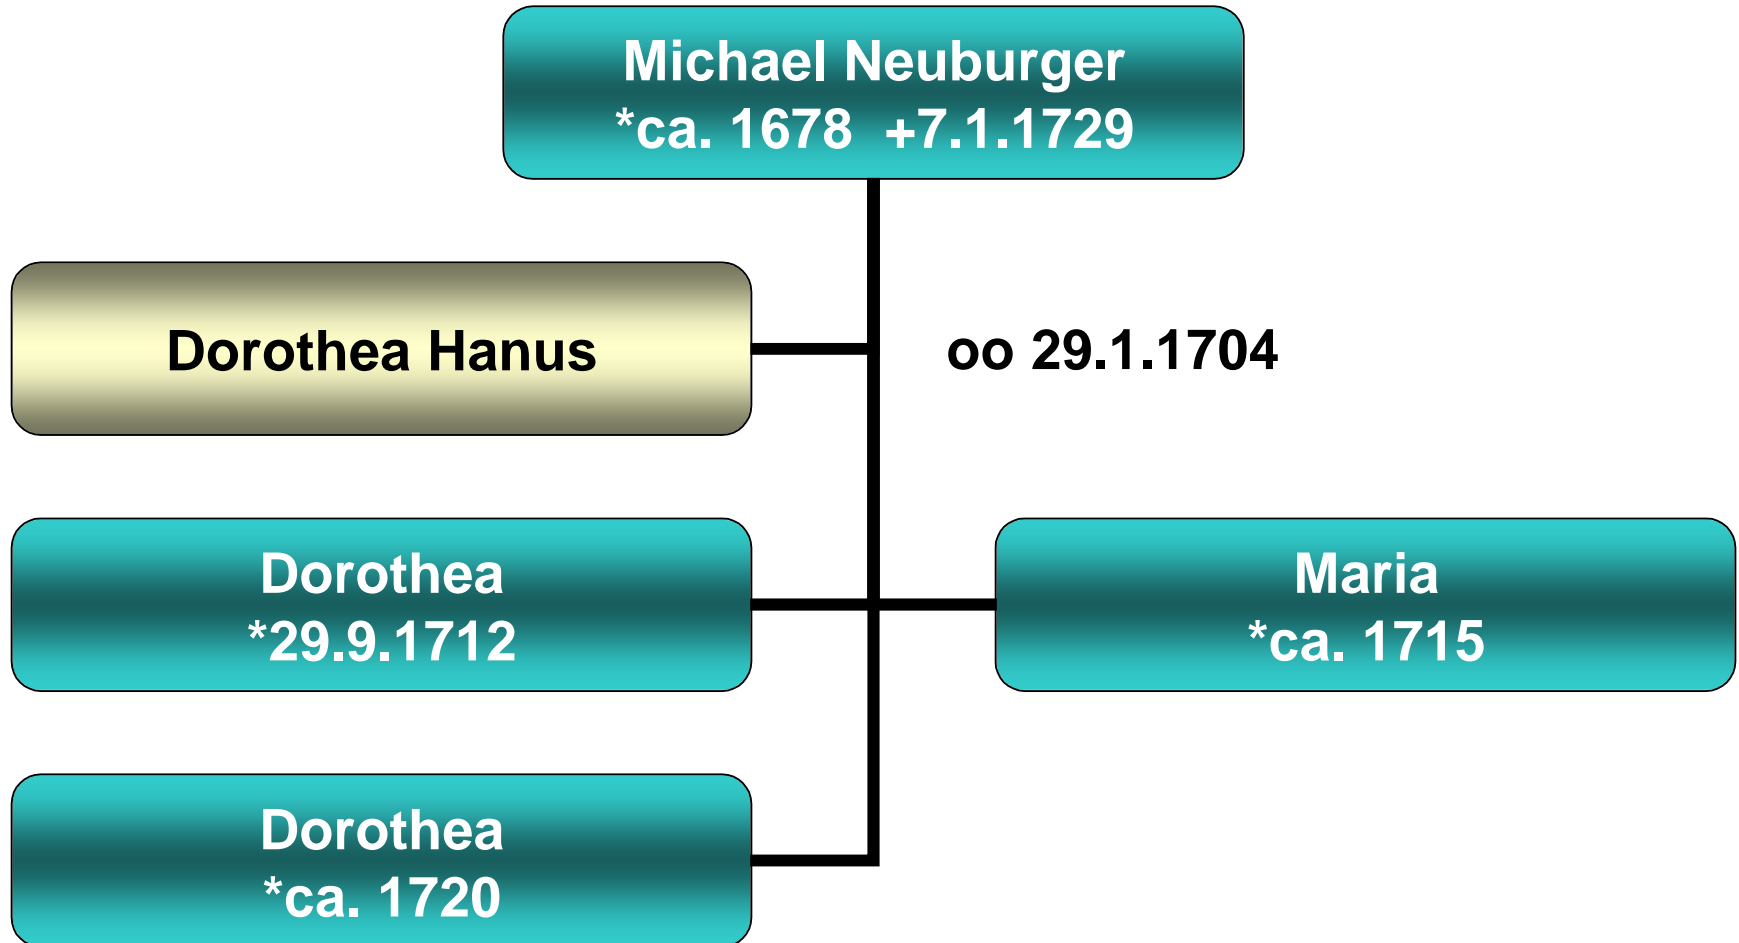 Michael Neuburger
*ca. 1678  +7.1.1729
Dorothea Hanus
oo 29.1.1704
Dorothea
*29.9.1712
Maria
*ca. 1715
Dorothea
*ca. 1720